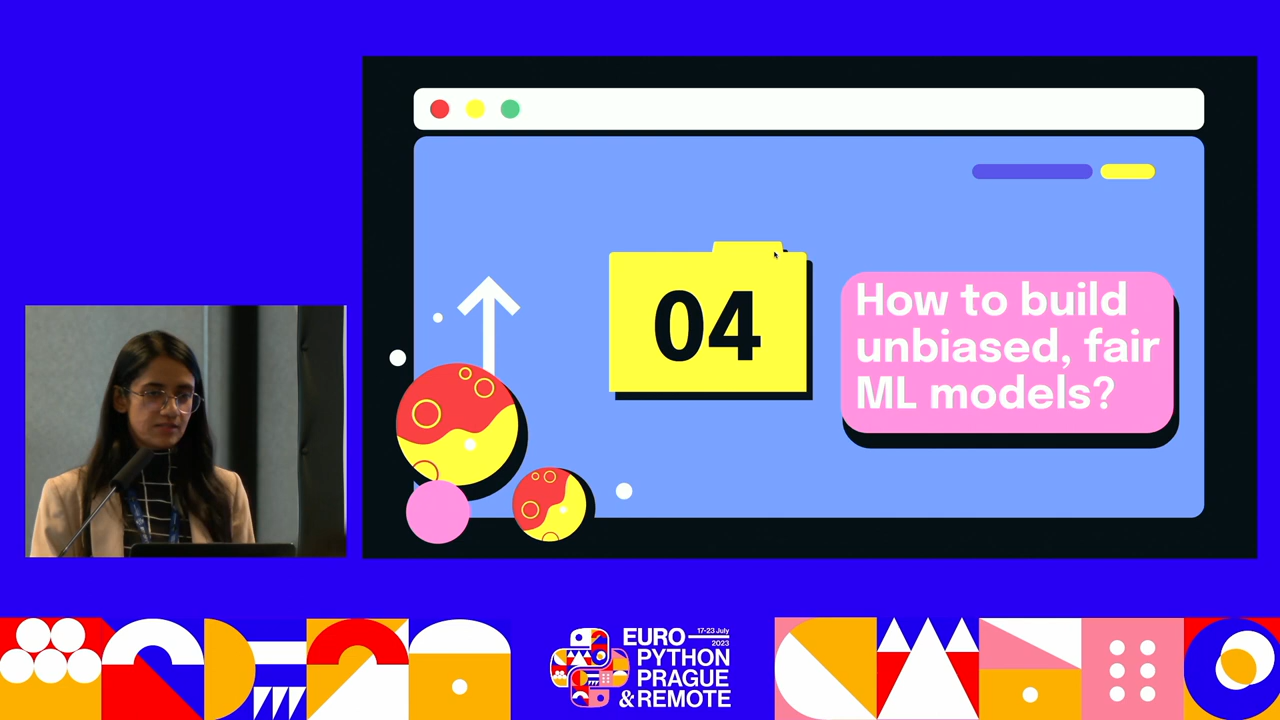 04
How to build
unbiased, fair
ML models?
EURO
17-23 July
2023
PYTHON
PRAGUE
& REMOTE